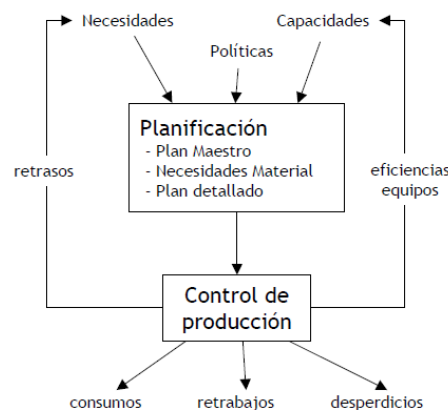 Necesidades
Capacidades
Políticas
Planificación
- Plan Maestro
- Necesidades Material
- Plan detallado
retrasos
eficiencias
equipos
Control de
producción
consumos
retrabajos
desperdicios